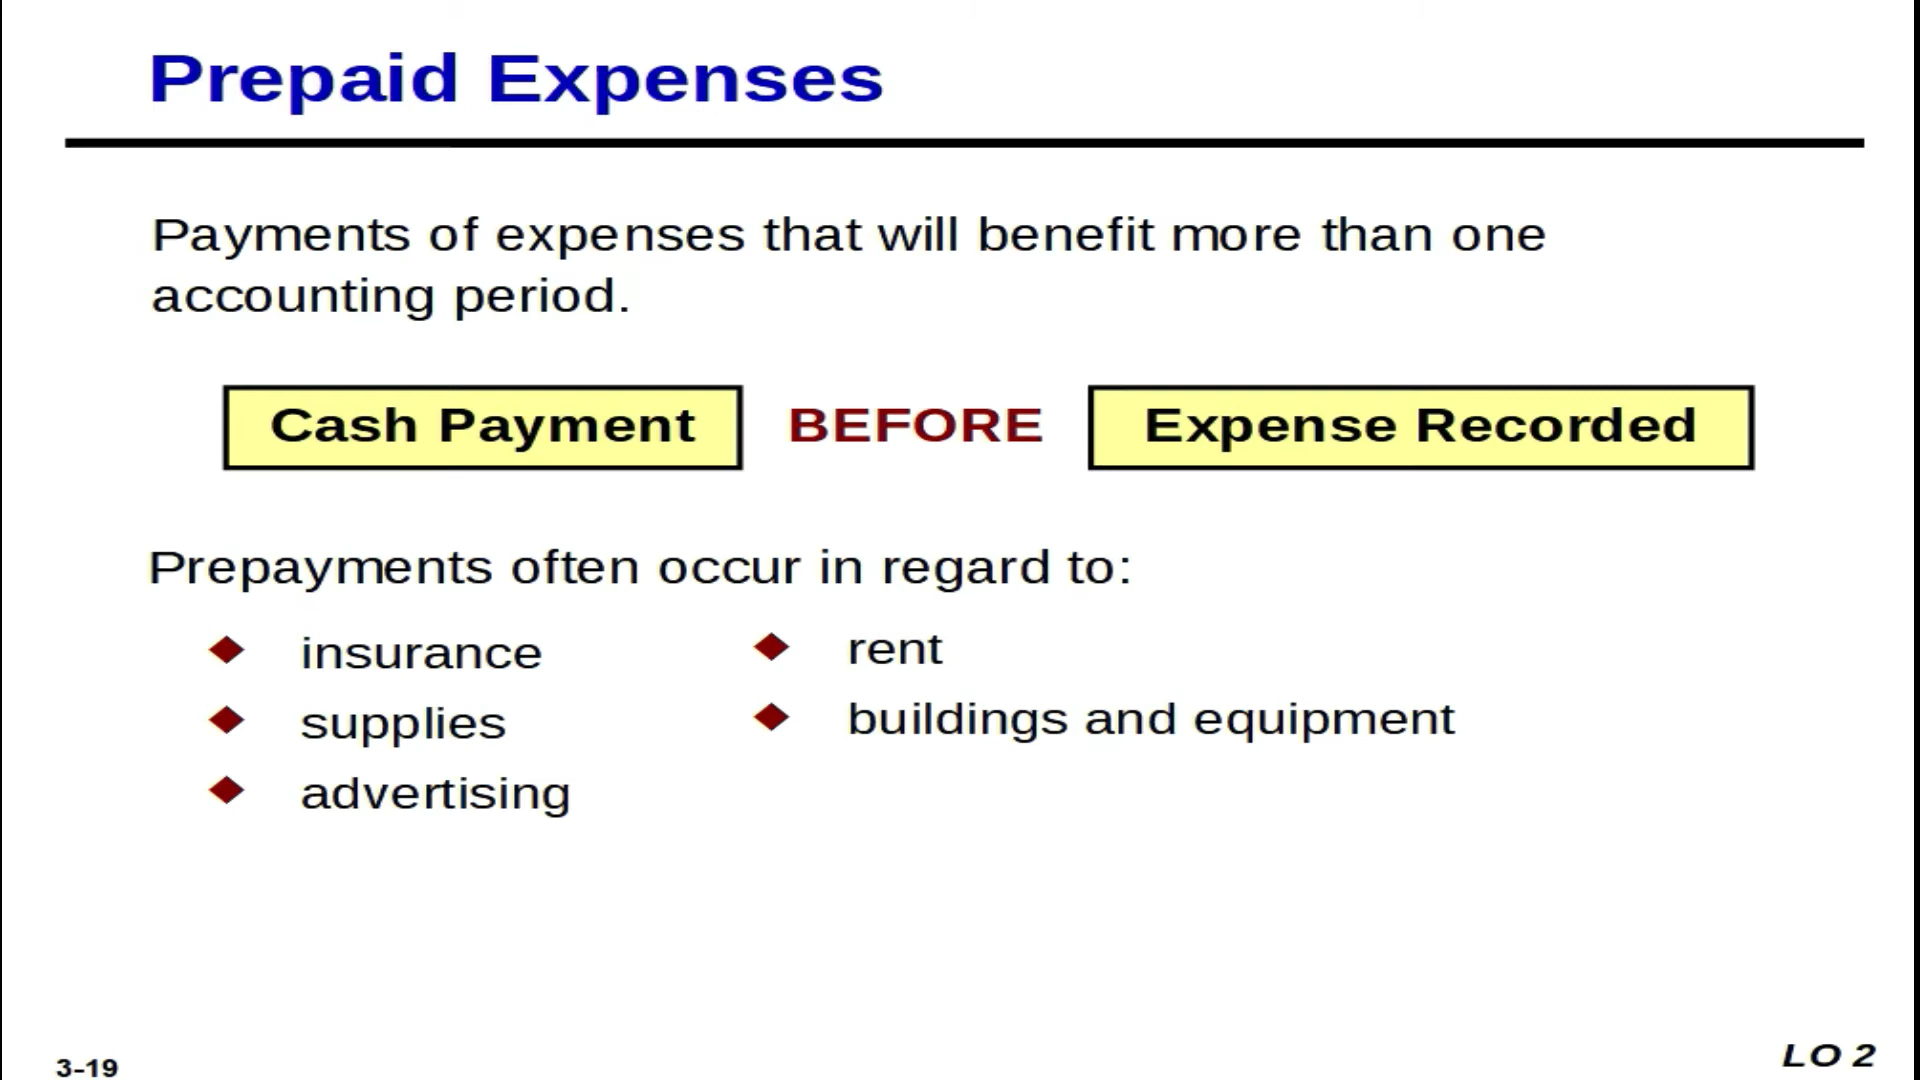 Prepaid Expenses
Payments of expenses that will benefit more than one
accounting period.
Cash Payment BEFORE Expense Recorded
Prepayments often occur in regard to:
insurance
supplies
advertising
rent
buildings and equipment
3-19
LO 2